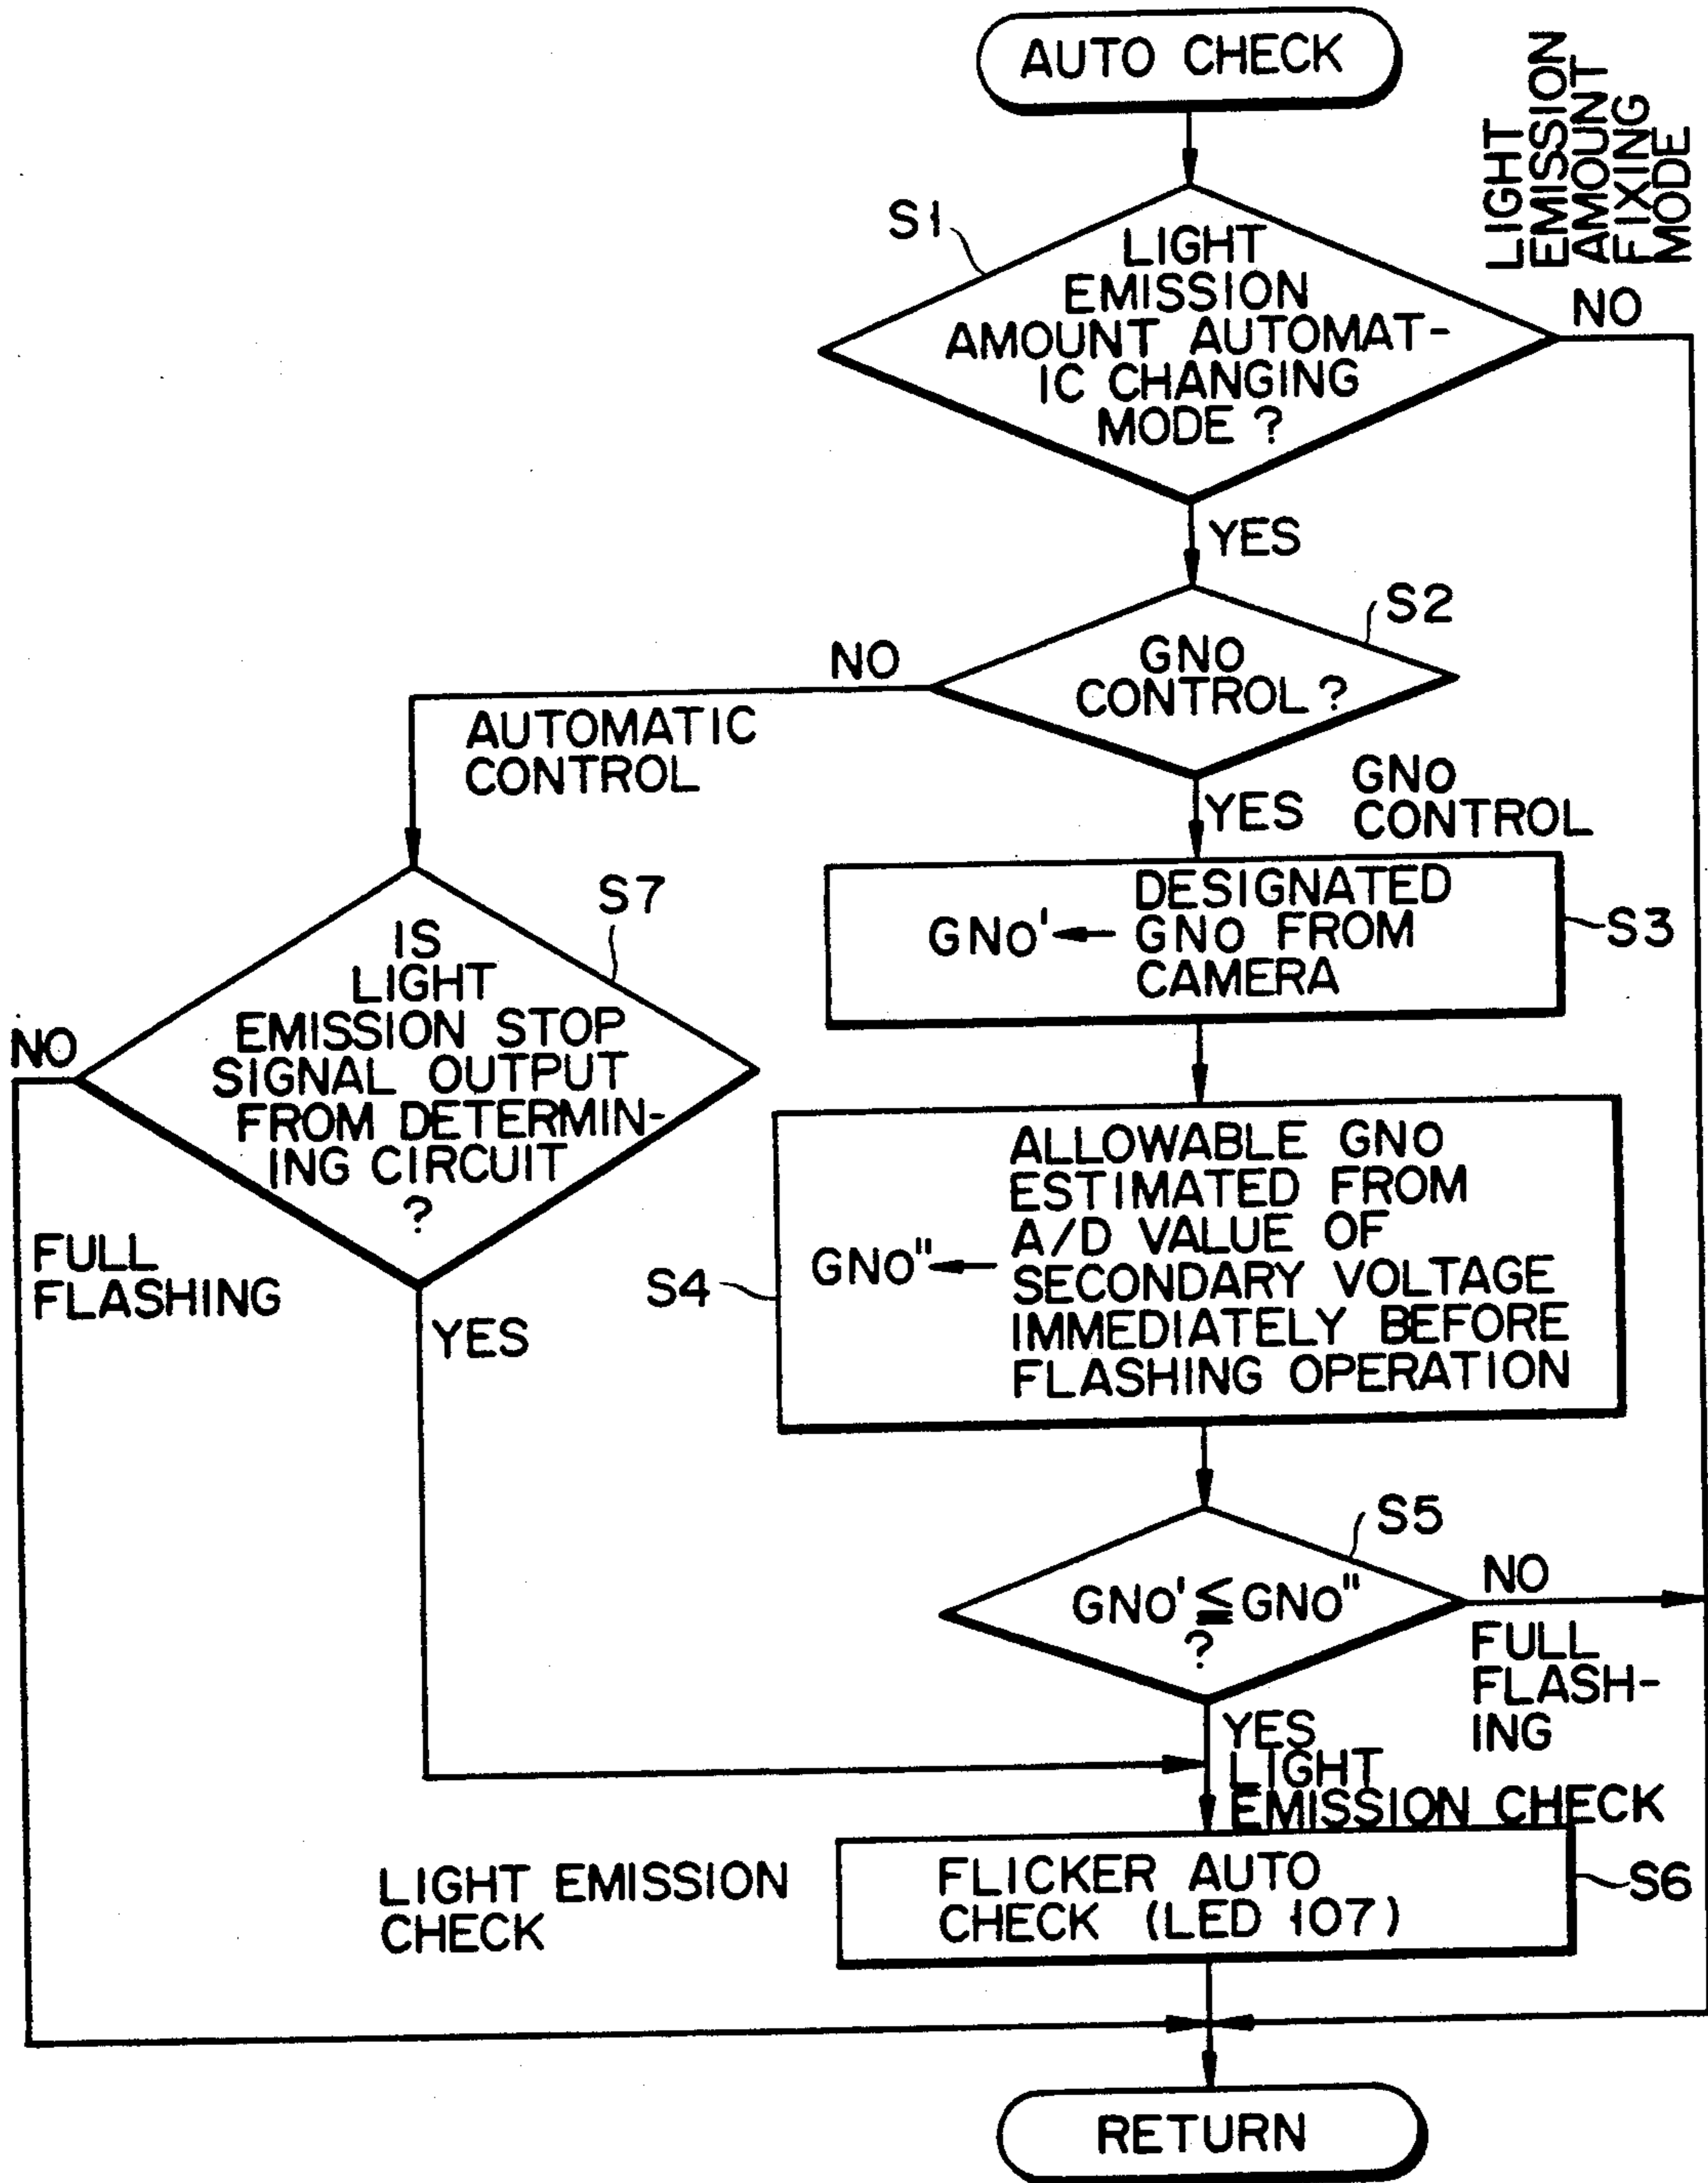 AUTO CHECK
LIGHT
EMISSION
AMOUNT
FIXING
MODE
S1
LIGHT
EMISSION
AMOUNT AUTOMAT-
IC CHANGING
MODE ?
NO
YES
S2
GNO
CONTROL ?
NO
AUTOMATIC
CONTROL
YES
GNO
CONTROL
S7
IS
LIGHT
EMISSION STOP
SIGNAL OUTPUT
FROM DETERMIN-
ING CIRCUIT
?
NO
FULL
FLASHING
YES
S3
GNO' ← DESIGNATED
GNO FROM
CAMERA
S4
GNO" ← ALLOWABLE GNO
ESTIMATED FROM
A/D VALUE OF
SECONDARY VOLTAGE
IMMEDIATELY BEFORE
FLASHING OPERATION
S5
GNO' ≦ GNO"
?
NO
FULL
FLASH-
ING
YES
LIGHT
EMISSION CHECK
LIGHT EMISSION
CHECK
FLICKER AUTO
CHECK (LED 107)
S6
RETURN